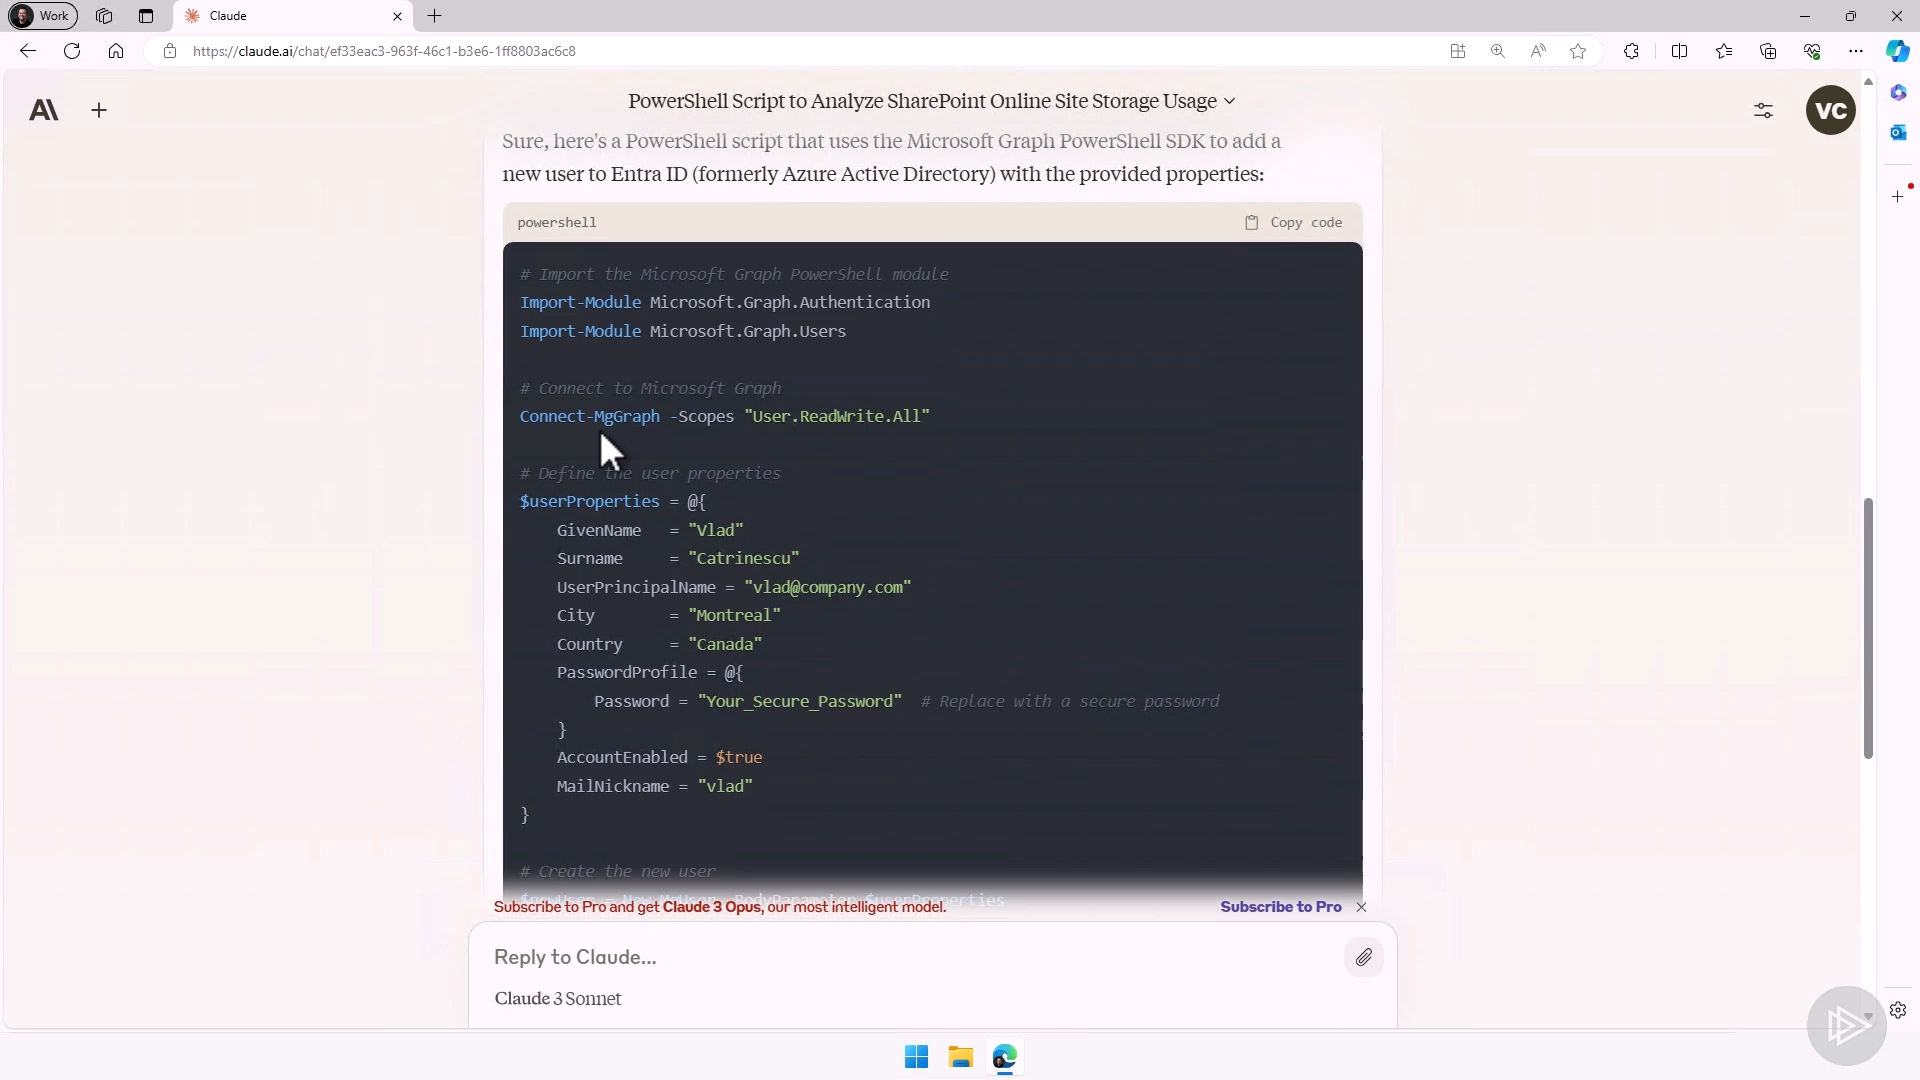 Work
Claude
https://claude.ai/chat/ef33eac3-963f-46c1-b3e6-1ff8803ac6c8
PowerShell Script to Analyze SharePoint Online Site Storage Usage
VC
Sure, here's a PowerShell script that uses the Microsoft Graph PowerShell SDK to add a
new user to Entra ID (formerly Azure Active Directory) with the provided properties:
powershell
Copy code
# Import the Microsoft Graph PowerShell module
Import-Module Microsoft.Graph.Authentication
Import-Module Microsoft.Graph.Users
# Connect to Microsoft Graph
Connect-MgGraph -Scopes "User.ReadWrite.All"
# Define the user properties
$userProperties = @{
GivenName = "Vlad"
Surname = "Catrinescu"
UserPrincipalName = "vlad@company.com"
City = "Montreal"
Country = "Canada"
PasswordProfile = @{
Password = "Your_Secure_Password" # Replace with a secure password
}
AccountEnabled = $true
MailNickname = "vlad"
}
# Create the new user
$newUser = New-MgUser -BodyParameter $userProperties
Subscribe to Pro and get Claude 3 Opus, our most intelligent model.
Subscribe to Pro
Reply to Claude...
Claude 3 Sonnet